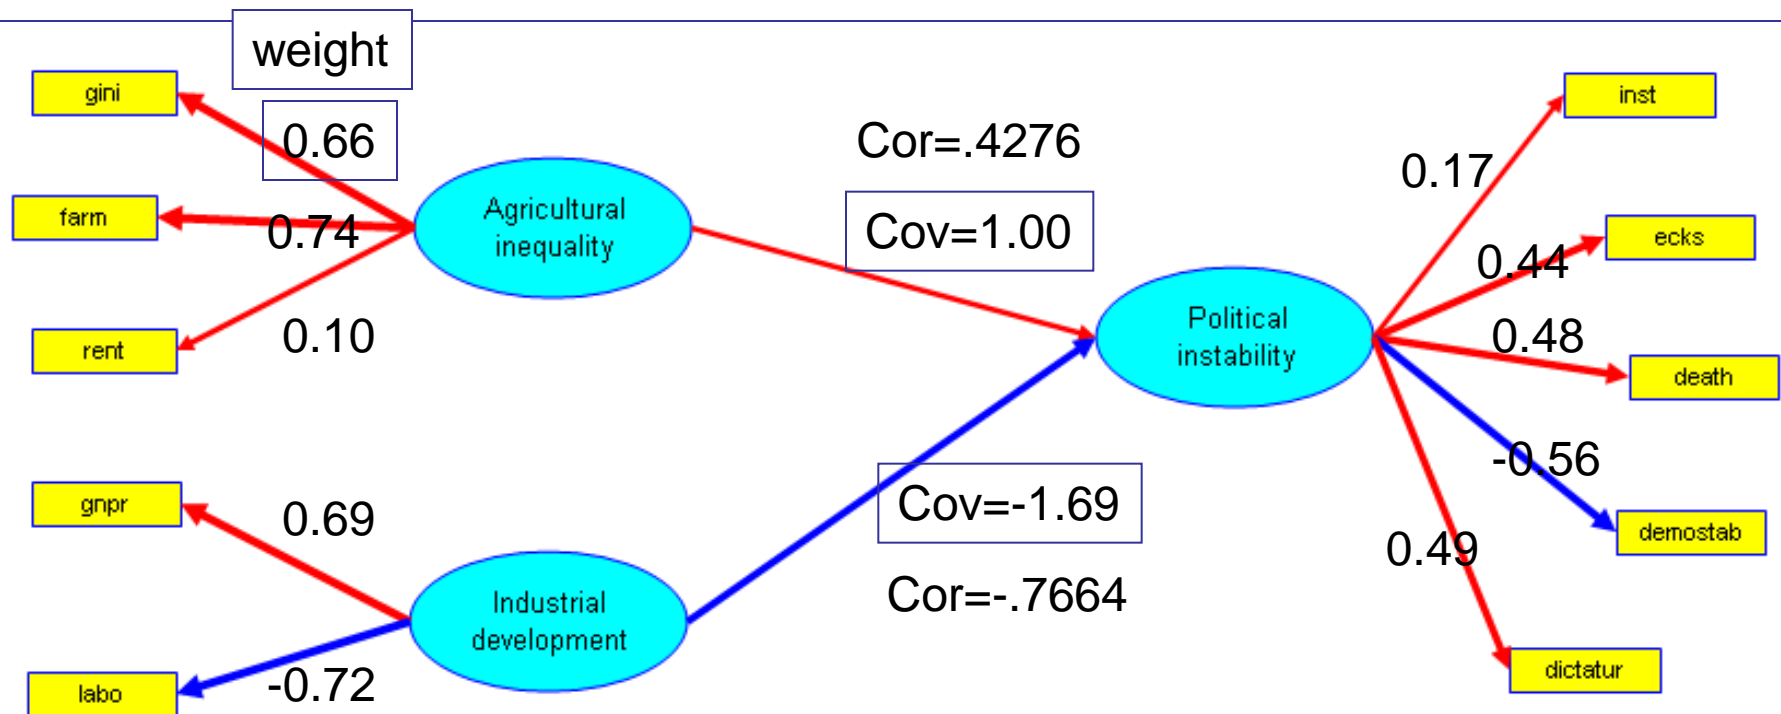 weight
gini
0.66
farm
0.74
rent
0.10
Agricultural
inequality
Cor=.4276
Cov=1.00
gnpr
0.69
labo
-0.72
Industrial
development
Cov=-1.69
Cor=-.7664
Political
instability
inst
0.17
ecks
0.44
death
0.48
demostab
-0.56
dictatur
0.49